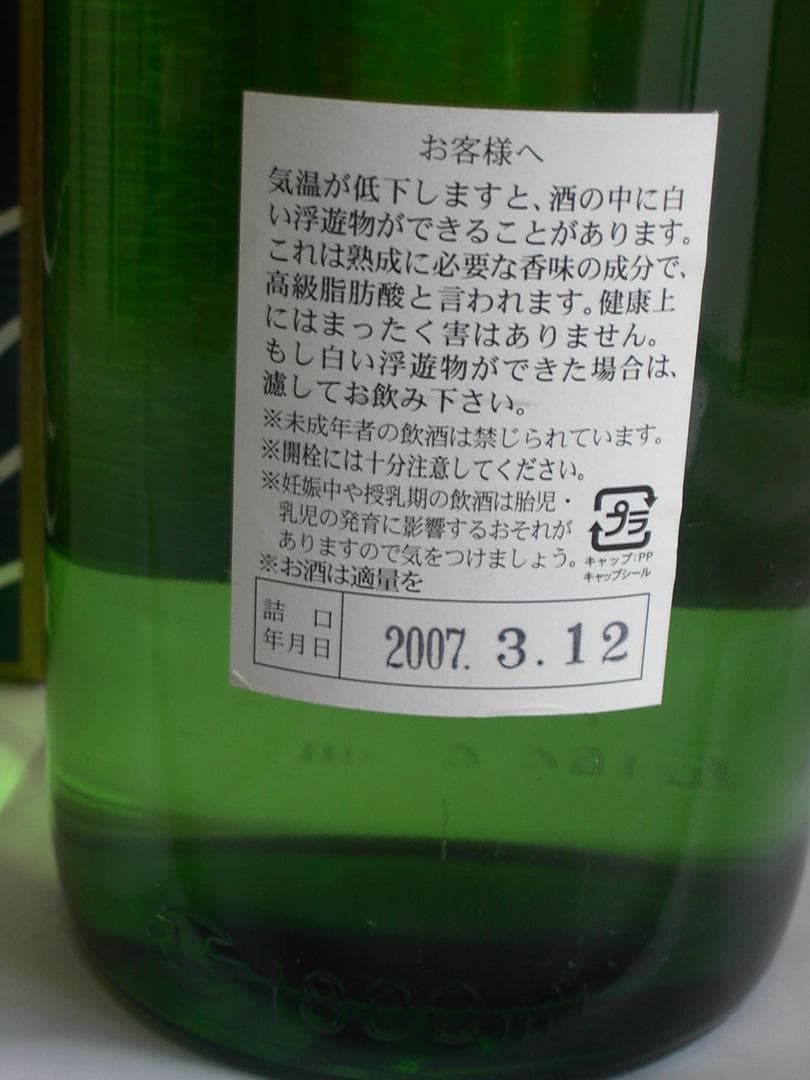 お客様へ
気温が低下しますと、酒の中に白
い浮遊物ができることがあります。
これは熟成に必要な香味の成分で、
高級脂肪酸と言われます。健康上
にはまったく害はありません。
もし白い浮遊物ができた場合は、
濾してお飲み下さい。
※未成年者の飲酒は禁じられています。
※開栓には十分注意してください。
※妊娠中や授乳期の飲酒は胎児・
乳児の発育に影響するおそれが
ありますので気をつけましょう。
※お酒は適量を
プラ
キャップ:PP
キャップシール
詰口
年月日
2007. 3.12
1800ml